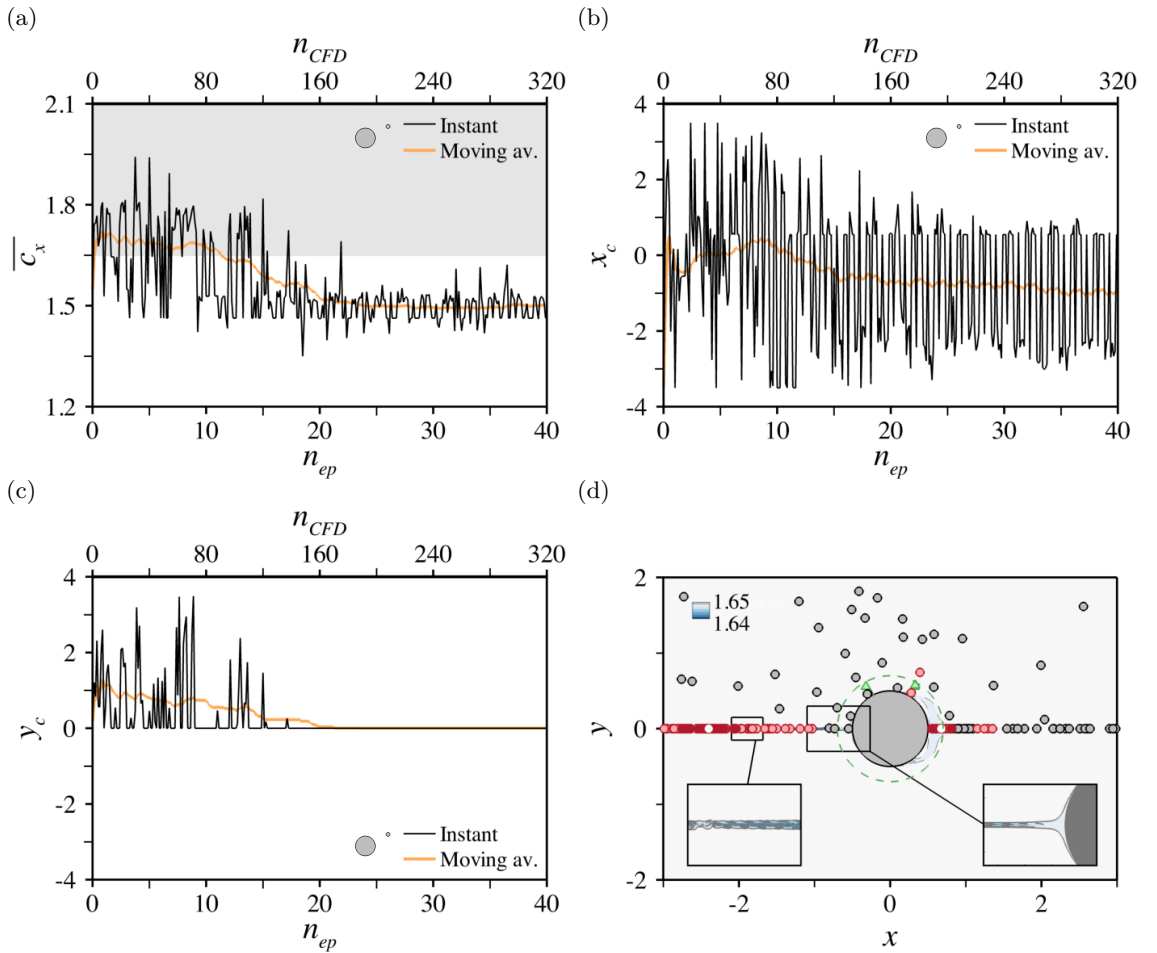 (a)
n_CFD
0 80 160 240 320
2.1
1.8
1.5
1.2
c̅_x
Instant
Moving av.
0 10 20 30 40
n_ep
(b)
n_CFD
0 80 160 240 320
4
2
0
-2
-4
x_c
Instant
Moving av.
0 10 20 30 40
n_ep
(c)
n_CFD
0 80 160 240 320
4
2
0
-2
-4
y_c
Instant
Moving av.
0 10 20 30 40
n_ep
(d)
2
0
-2
y
1.65
1.64
-2 0 2
x